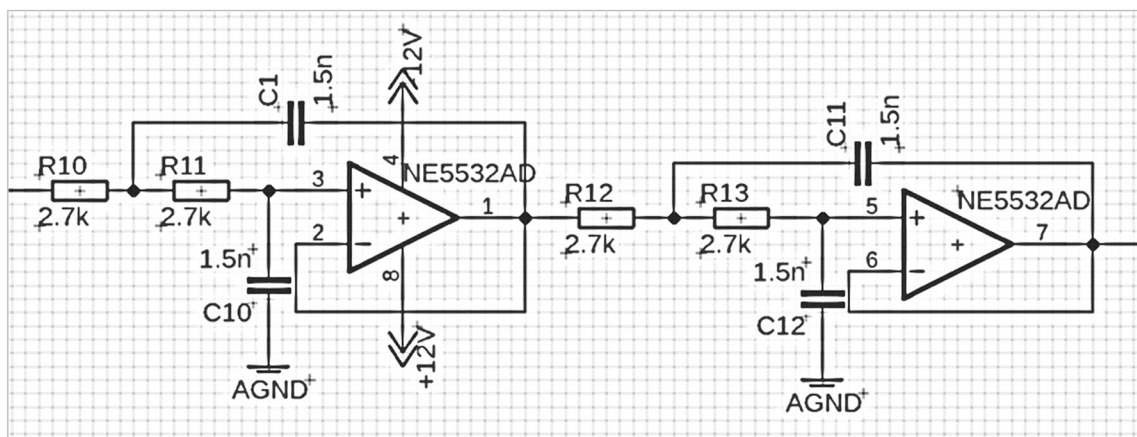 C1
1.5n
-12V
R10
2.7k
R11
2.7k
3
2
4
8
NE5532AD
1
1.5n
C10
AGND
+12V
R12
2.7k
R13
2.7k
C11
1.5n
5
6
NE5532AD
7
1.5n
C12
AGND